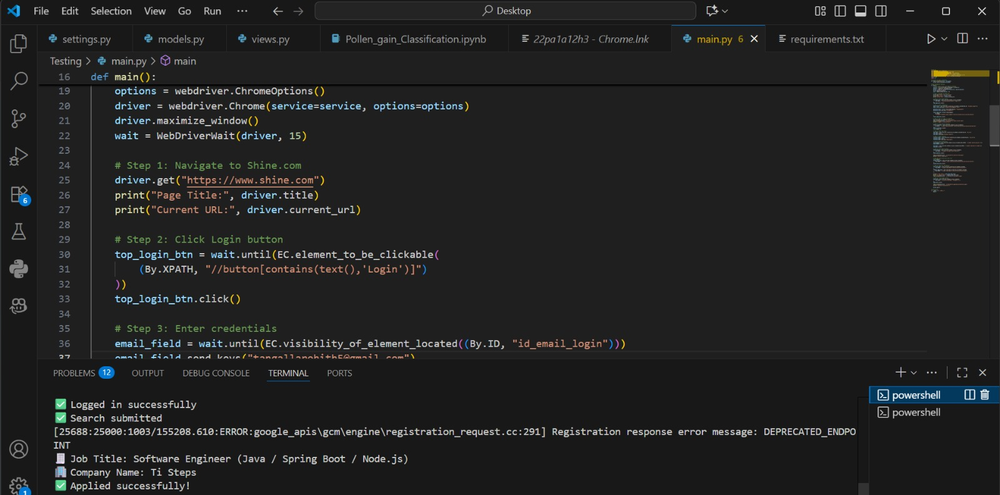 File Edit Selection View Go Run ··· Desktop
settings.py models.py views.py Pollen_gain_Classification.ipynb 22pa1a12h3 - Chrome.lnk main.py 6 requirements.txt
Testing > main.py > main
16 def main():
19 options = webdriver.ChromeOptions()
20 driver = webdriver.Chrome(service=service, options=options)
21 driver.maximize_window()
22 wait = WebDriverWait(driver, 15)
23
24 # Step 1: Navigate to Shine.com
25 driver.get("https://www.shine.com")
26 print("Page Title:", driver.title)
27 print("Current URL:", driver.current_url)
28
29 # Step 2: Click Login button
30 top_login_btn = wait.until(EC.element_to_be_clickable(
31 (By.XPATH, "//button[contains(text(),'Login')]")
32 ))
33 top_login_btn.click()
34
35 # Step 3: Enter credentials
36 email_field = wait.until(EC.visibility_of_element_located((By.ID, "id_email_login")))
37 email_field.send_keys("
6
PROBLEMS 12 OUTPUT DEBUG CONSOLE TERMINAL PORTS
powershell
powershell
✅ Logged in successfully
✅ Search submitted
[25688:25000:1003/155208.610:ERROR:google_apis\gcm\engine\registration_request.cc:291] Registration response error message: DEPRECATED_ENDPO
INT
Job Title: Software Engineer (Java / Spring Boot / Node.js)
Company Name: Ti Steps
✅ Applied successfully!
1